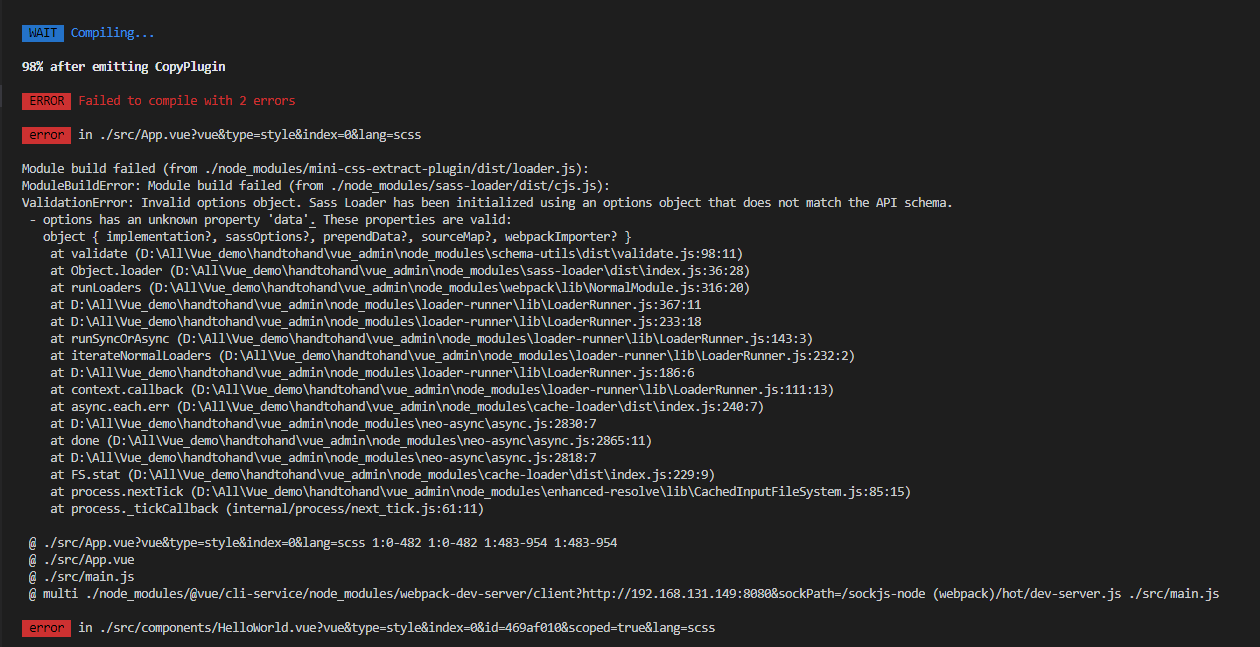 WAIT Compiling...
98% after emitting CopyPlugin
ERROR Failed to compile with 2 errors
error in ./src/App.vue?vue&type=style&index=0&lang=scss
Module build failed (from ./node_modules/mini-css-extract-plugin/dist/loader.js):
ModuleBuildError: Module build failed (from ./node_modules/sass-loader/dist/cjs.js):
ValidationError: Invalid options object. Sass Loader has been initialized using an options object that does not match the API schema.
- options has an unknown property 'data'. These properties are valid:
object { implementation?, sassOptions?, prependData?, sourceMap?, webpackImporter? }
at validate (D:\All\Vue_demo\handtohand\vue_admin\node_modules\schema-utils\dist\validate.js:98:11)
at Object.loader (D:\All\Vue_demo\handtohand\vue_admin\node_modules\sass-loader\dist\index.js:36:28)
at runLoaders (D:\All\Vue_demo\handtohand\vue_admin\node_modules\webpack\lib\NormalModule.js:316:20)
at D:\All\Vue_demo\handtohand\vue_admin\node_modules\loader-runner\lib\LoaderRunner.js:367:11
at D:\All\Vue_demo\handtohand\vue_admin\node_modules\loader-runner\lib\LoaderRunner.js:233:18
at runSyncOrAsync (D:\All\Vue_demo\handtohand\vue_admin\node_modules\loader-runner\lib\LoaderRunner.js:143:3)
at iterateNormalLoaders (D:\All\Vue_demo\handtohand\vue_admin\node_modules\loader-runner\lib\LoaderRunner.js:232:2)
at D:\All\Vue_demo\handtohand\vue_admin\node_modules\loader-runner\lib\LoaderRunner.js:186:6
at context.callback (D:\All\Vue_demo\handtohand\vue_admin\node_modules\loader-runner\lib\LoaderRunner.js:111:13)
at async.each.err (D:\All\Vue_demo\handtohand\vue_admin\node_modules\cache-loader\dist\index.js:240:7)
at D:\All\Vue_demo\handtohand\vue_admin\node_modules\neo-async\async.js:2830:7
at done (D:\All\Vue_demo\handtohand\vue_admin\node_modules\neo-async\async.js:2865:11)
at D:\All\Vue_demo\handtohand\vue_admin\node_modules\neo-async\async.js:2818:7
at FS.stat (D:\All\Vue_demo\handtohand\vue_admin\node_modules\cache-loader\dist\index.js:229:9)
at process.nextTick (D:\All\Vue_demo\handtohand\vue_admin\node_modules\enhanced-resolve\lib\CachedInputFileSystem.js:85:15)
at process._tickCallback (internal/process/next_tick.js:61:11)
@ ./src/App.vue?vue&type=style&index=0&lang=scss 1:0-482 1:0-482 1:483-954 1:483-954
@ ./src/App.vue
@ ./src/main.js
@ multi ./node_modules/@vue/cli-service/node_modules/webpack-dev-server/client?http://192.168.131.149:8080&sockPath=/sockjs-node (webpack)/hot/dev-server.js ./src/main.js
error in ./src/components/HelloWorld.vue?vue&type=style&index=0&id=469af010&scoped=true&lang=scss